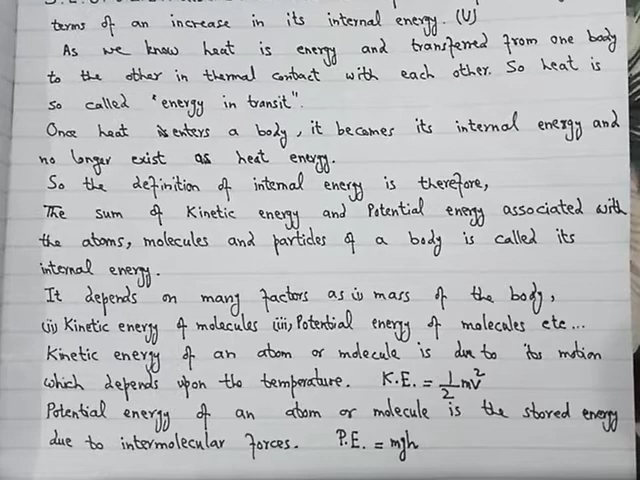 terms of an increase in its internal energy. (U)
As we know heat is energy and transferred from one body
to the other in thermal contact with each other. So heat is
so called "energy in transit".
Once heat enters a body, it becomes its internal energy and
no longer exist as heat energy.
So the definition of internal energy is therefore,
The sum of Kinetic energy and Potential energy associated with
the atoms, molecules and particles of a body is called its
internal energy.
It depends on many factors as (i) mass of the body,
(ii) Kinetic energy of molecules (iii) Potential energy of molecules etc...
Kinetic energy of an atom or molecule is due to its motion
which depends upon the temperature. K.E. = 1/2 mv²
Potential energy of an atom or molecule is the stored energy
due to intermolecular forces. P.E. = mgh